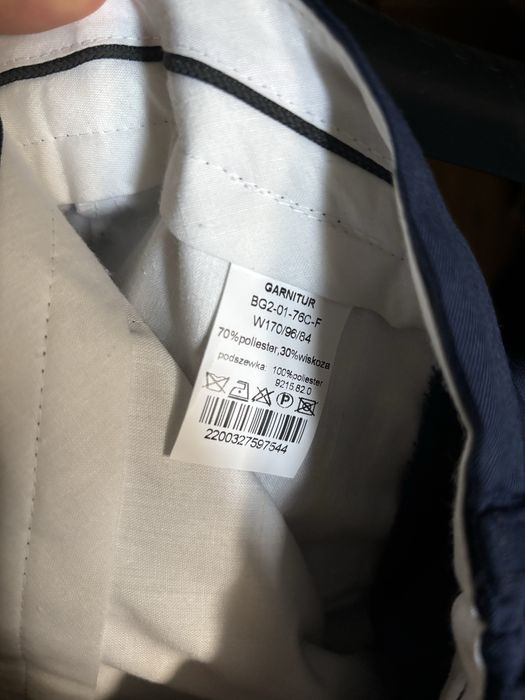 GARNITUR
BG2-01-76C-F
W170/96/84
70%poliester,30%wiskoza
podszewka: 100%poliester
9215 82.0
P
2200327597544